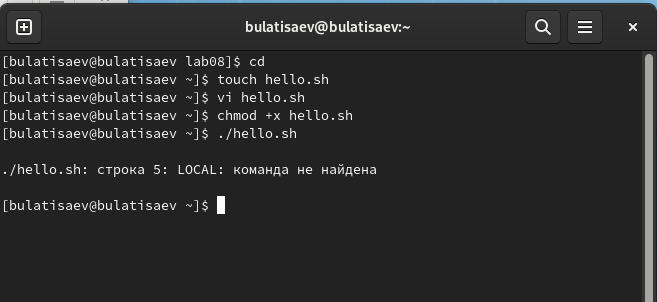 bulatisaev@bulatisaev:~
[bulatisaev@bulatisaev lab08]$ cd
[bulatisaev@bulatisaev ~]$ touch hello.sh
[bulatisaev@bulatisaev ~]$ vi hello.sh
[bulatisaev@bulatisaev ~]$ chmod +x hello.sh
[bulatisaev@bulatisaev ~]$ ./hello.sh
./hello.sh: строка 5: LOCAL: команда не найдена
[bulatisaev@bulatisaev ~]$